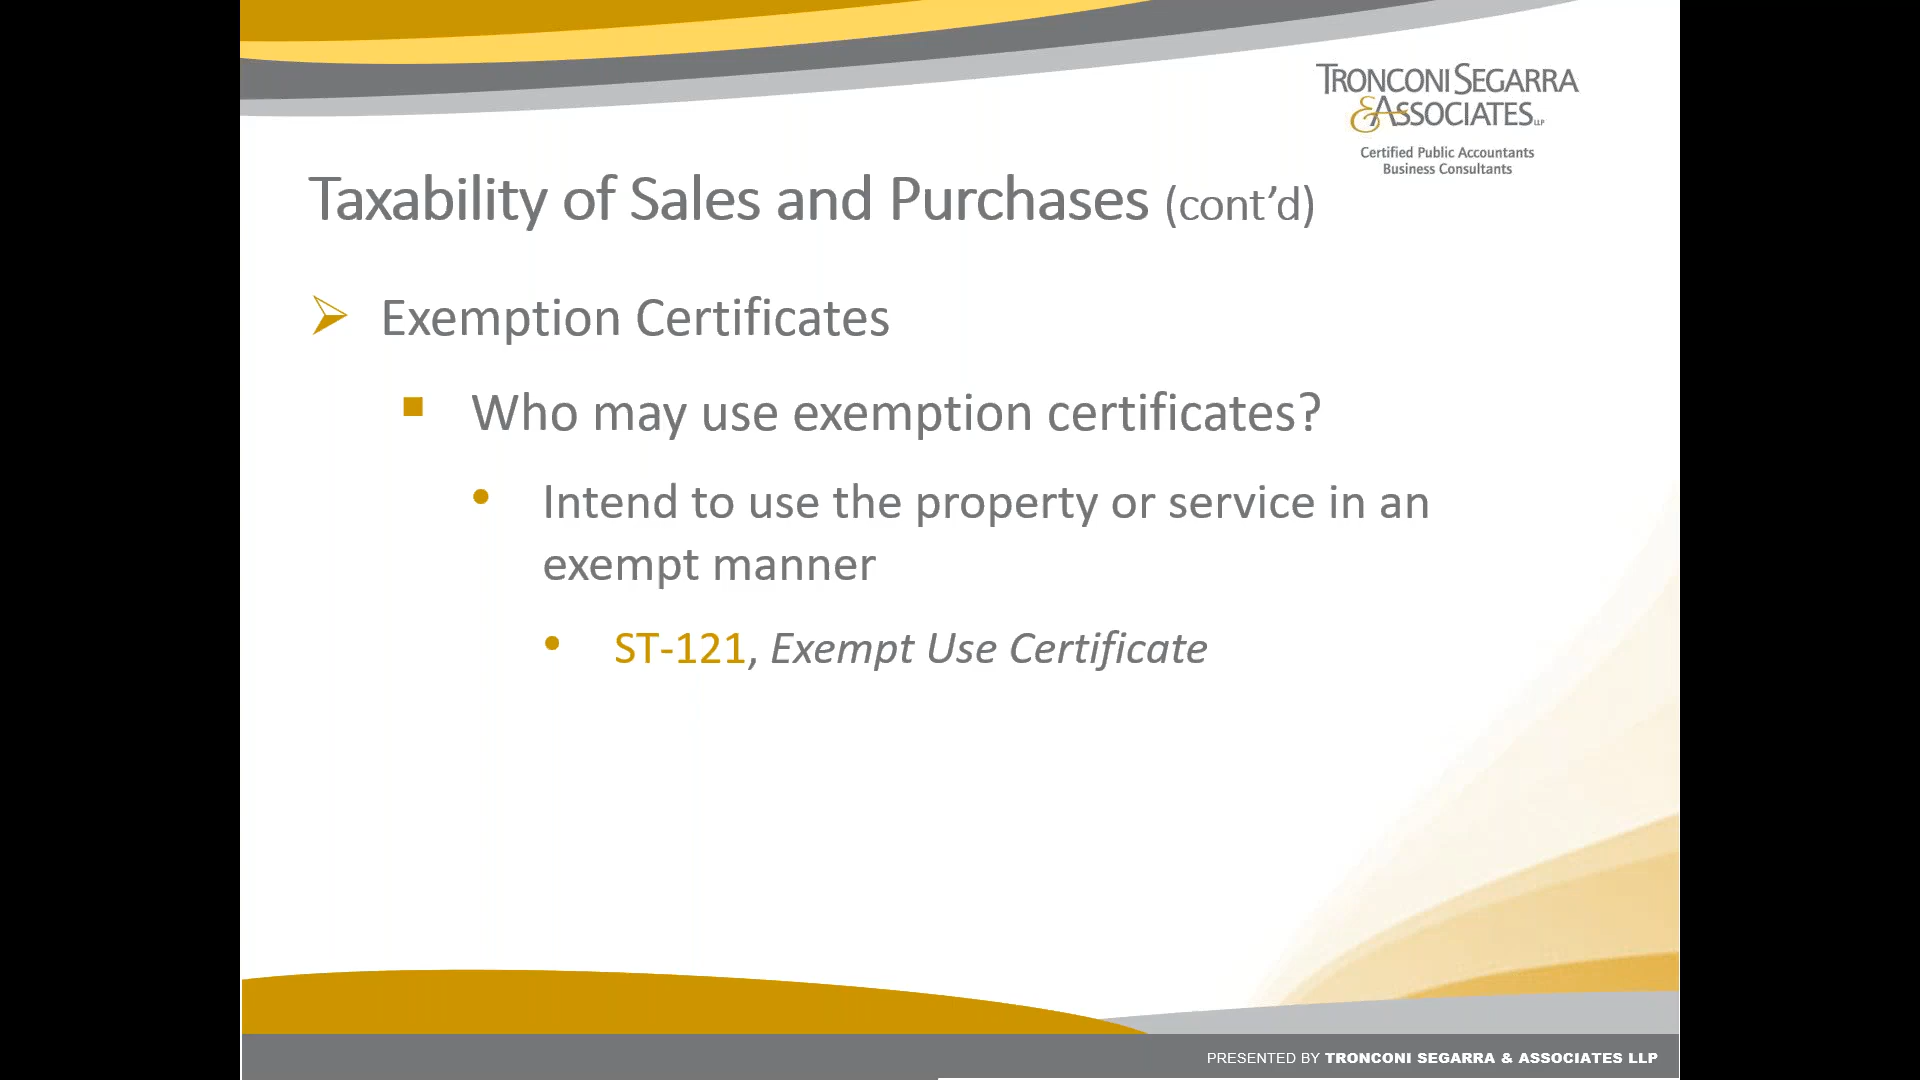 TRONCONI SEGARRA
& ASSOCIATES LLP
Certified Public Accountants
Business Consultants
Taxability of Sales and Purchases (cont’d)
Exemption Certificates
Who may use exemption certificates?
Intend to use the property or service in an
exempt manner
ST-121, Exempt Use Certificate
PRESENTED BY TRONCONI SEGARRA & ASSOCIATES LLP